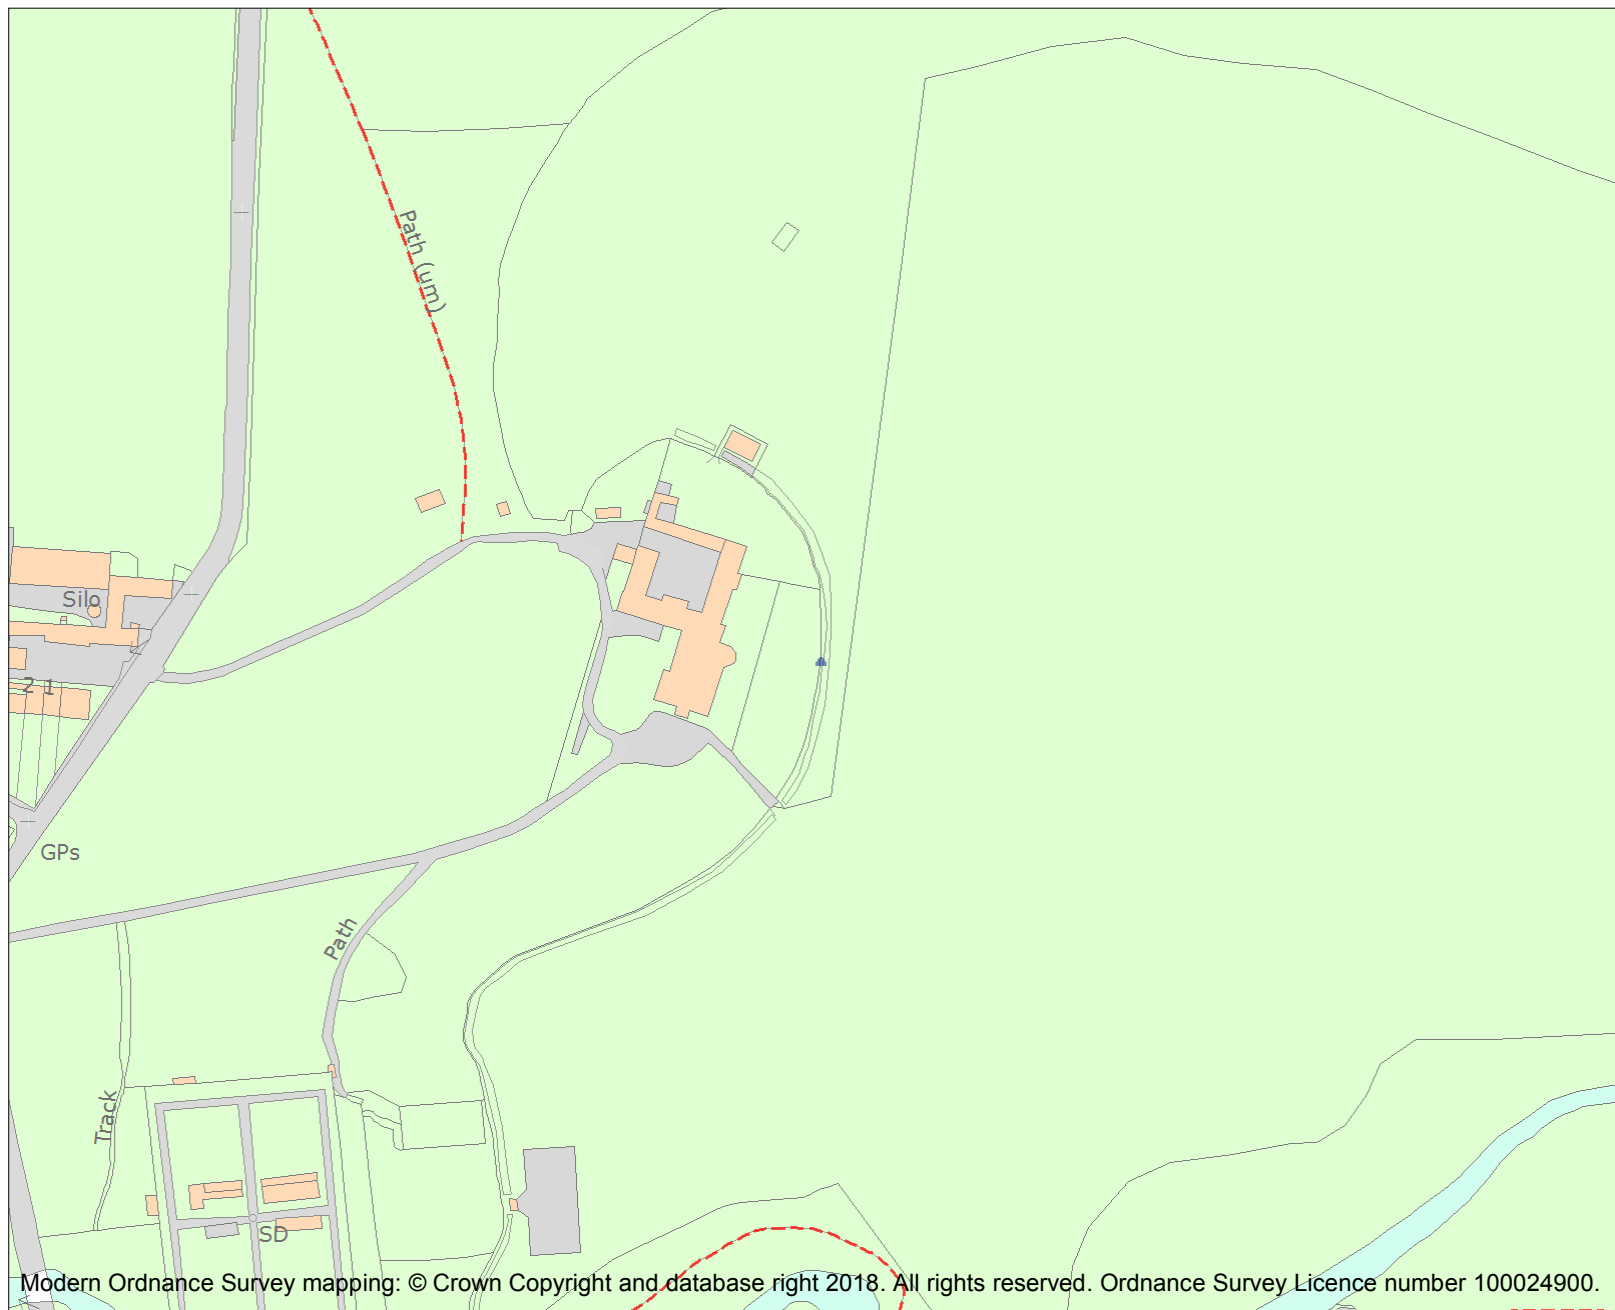 Path (um)
Silo
2 1
GPs
Path
Track
SD
Modern Ordnance Survey mapping: © Crown Copyright and database right 2018. All rights reserved. Ordnance Survey Licence number 100024900.